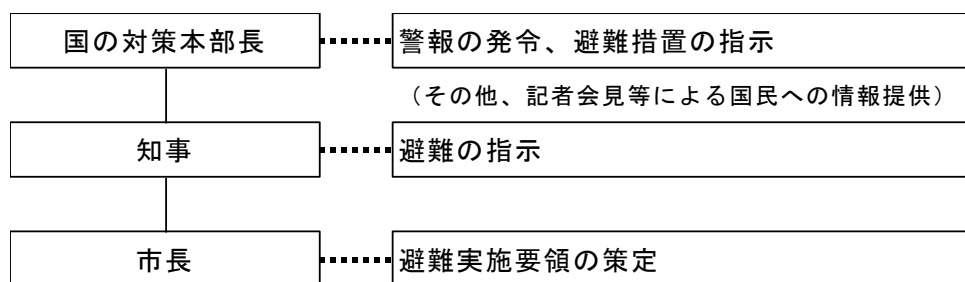 国の対策本部長
警報の発令、避難措置の指示
（その他、記者会見等による国民への情報提供）
知事
避難の指示
市長
避難実施要領の策定